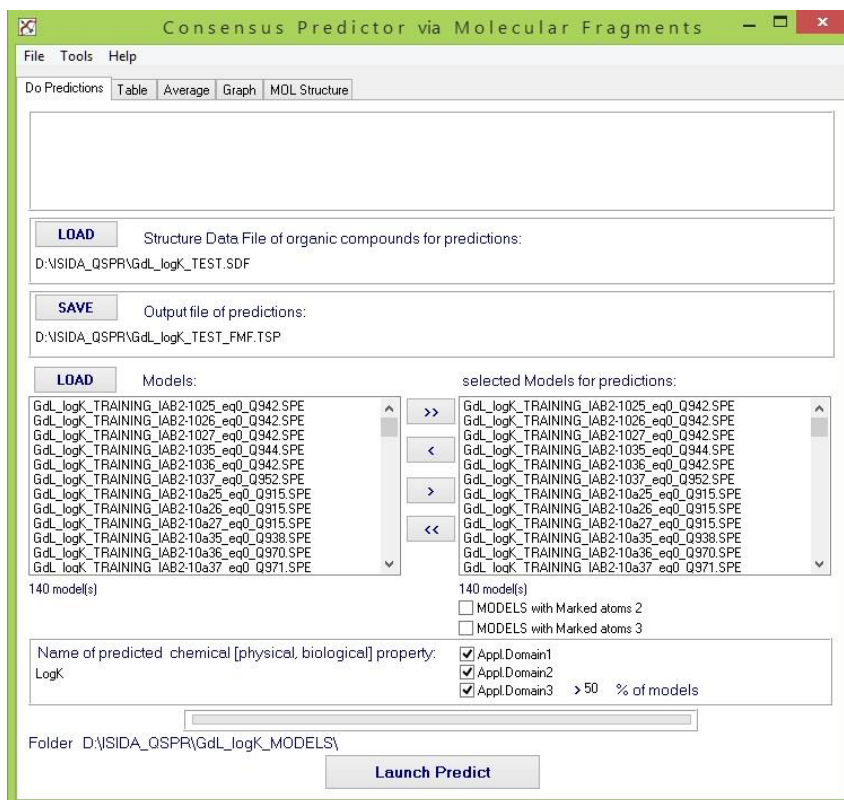 Consensus Predictor via Molecular Fragments
File Tools Help
Do Predictions Table Average Graph MOL Structure
LOAD Structure Data File of organic compounds for predictions:
D:\ISIDA_QSPR\GdL_logK_TEST.SDF
SAVE Output file of predictions:
D:\ISIDA_QSPR\GdL_logK_TEST_FMF.TSP
LOAD Models: selected Models for predictions:
GdL_logK_TRAINING_IAB2-1025_eq0_Q942.SPE
GdL_logK_TRAINING_IAB2-1026_eq0_Q942.SPE
GdL_logK_TRAINING_IAB2-1027_eq0_Q942.SPE
GdL_logK_TRAINING_IAB2-1035_eq0_Q944.SPE
GdL_logK_TRAINING_IAB2-1036_eq0_Q942.SPE
GdL_logK_TRAINING_IAB2-1037_eq0_Q952.SPE
GdL_logK_TRAINING_IAB2-10a25_eq0_Q915.SPE
GdL_logK_TRAINING_IAB2-10a26_eq0_Q915.SPE
GdL_logK_TRAINING_IAB2-10a27_eq0_Q915.SPE
GdL_logK_TRAINING_IAB2-10a35_eq0_Q938.SPE
GdL_logK_TRAINING_IAB2-10a36_eq0_Q970.SPE
GdL_logK_TRAINING_IAB2-10a37_eq0_Q971.SPE
>>
<
>
<<
GdL_logK_TRAINING_IAB2-1025_eq0_Q942.SPE
GdL_logK_TRAINING_IAB2-1026_eq0_Q942.SPE
GdL_logK_TRAINING_IAB2-1027_eq0_Q942.SPE
GdL_logK_TRAINING_IAB2-1035_eq0_Q944.SPE
GdL_logK_TRAINING_IAB2-1036_eq0_Q942.SPE
GdL_logK_TRAINING_IAB2-1037_eq0_Q952.SPE
GdL_logK_TRAINING_IAB2-10a25_eq0_Q915.SPE
GdL_logK_TRAINING_IAB2-10a26_eq0_Q915.SPE
GdL_logK_TRAINING_IAB2-10a27_eq0_Q915.SPE
GdL_logK_TRAINING_IAB2-10a35_eq0_Q938.SPE
GdL_logK_TRAINING_IAB2-10a36_eq0_Q970.SPE
GdL_logK_TRAINING_IAB2-10a37_eq0_Q971.SPE
140 model(s) 140 model(s)
MODELS with Marked atoms 2
MODELS with Marked atoms 3
Name of predicted chemical [physical, biological] property:
LogK
Appl.Domain1
Appl.Domain2
Appl.Domain3 > 50 % of models
Folder D:\ISIDA_QSPR\GdL_logK_MODELS\
Launch Predict